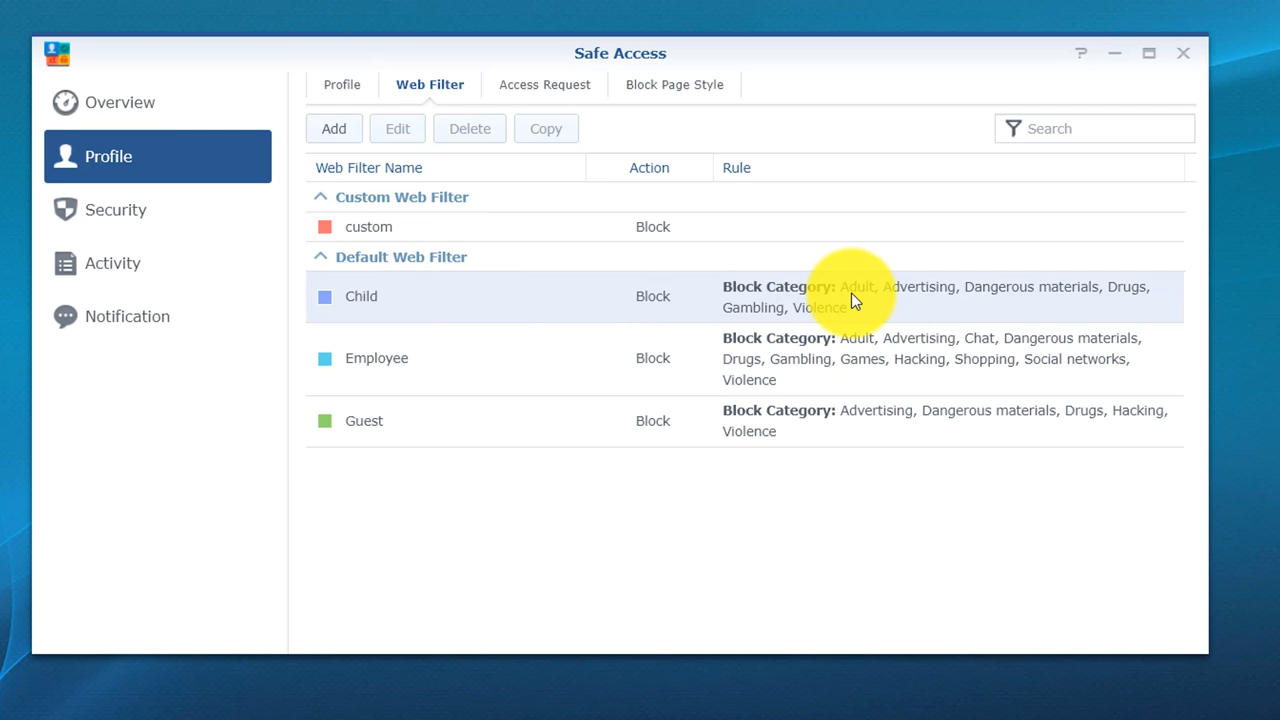 Safe Access
Overview
Profile
Security
Activity
Notification
Profile Web Filter Access Request Block Page Style
Add Edit Delete Copy Search
Web Filter Name Action Rule
Custom Web Filter
custom Block
Default Web Filter
Child Block Block Category: Adult, Advertising, Dangerous materials, Drugs,
Gambling, Violence
Employee Block Block Category: Adult, Advertising, Chat, Dangerous materials,
Drugs, Gambling, Games, Hacking, Shopping, Social networks,
Violence
Guest Block Block Category: Advertising, Dangerous materials, Drugs, Hacking,
Violence